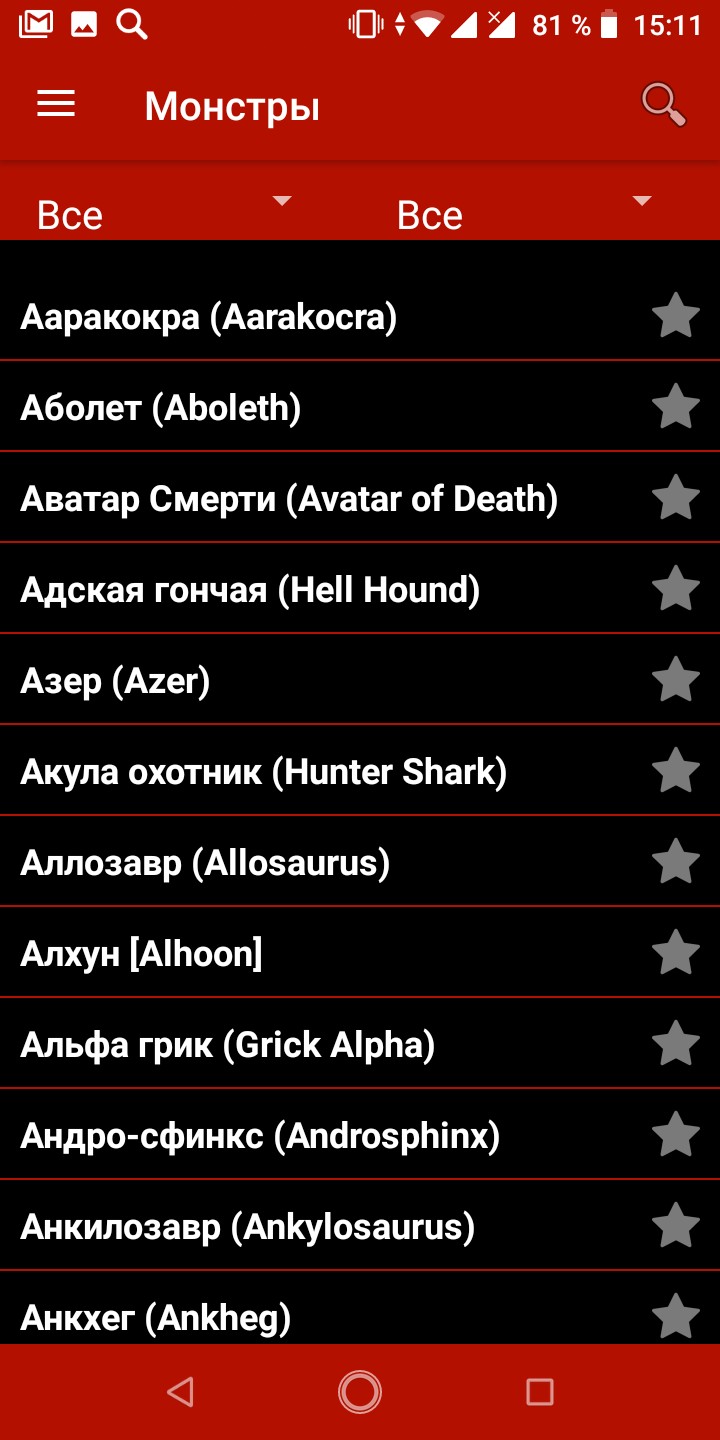 81 % 15:11
Монстры
Все Все
Ааракокра (Aarakocra)
Аболет (Aboleth)
Аватар Смерти (Avatar of Death)
Адская гончая (Hell Hound)
Азер (Azer)
Акула охотник (Hunter Shark)
Аллозавр (Allosaurus)
Алхун [Alhoon]
Альфа грик (Grick Alpha)
Андро-сфинкс (Androsphinx)
Анкилозавр (Ankylosaurus)
Анкхег (Ankheg)